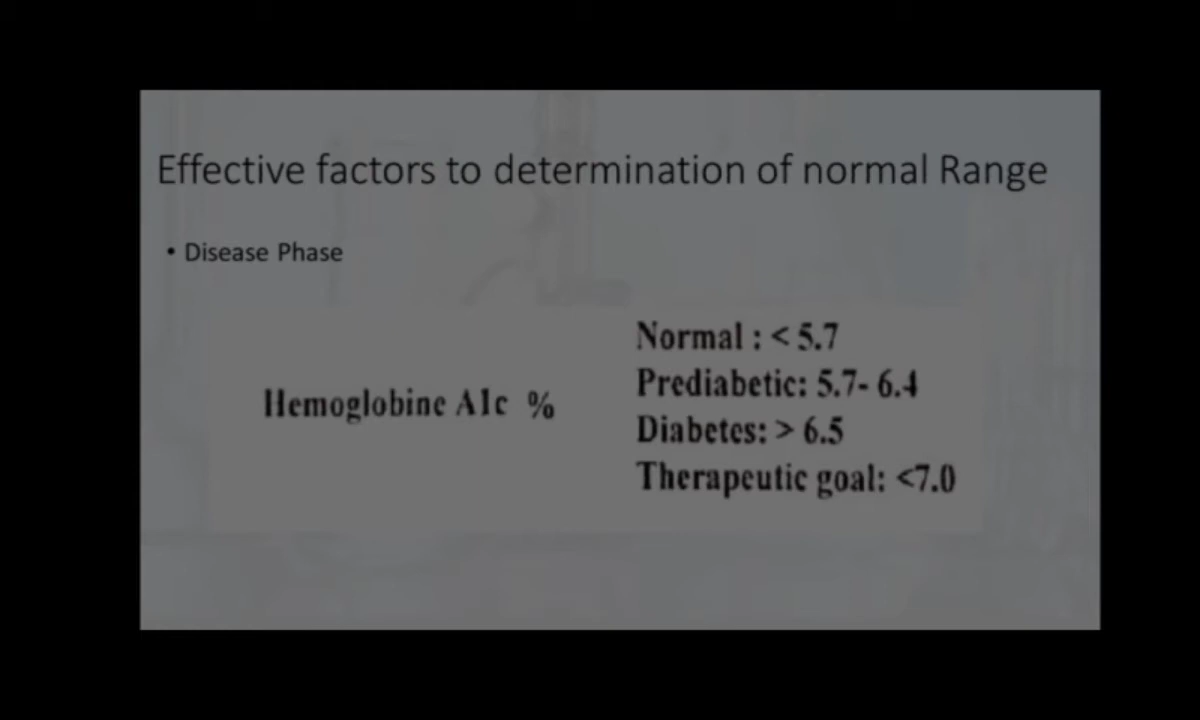 Effective factors to determination of normal Range
• Disease Phase
Hemoglobine A1c %
Normal : < 5.7
Prediabetic: 5.7- 6.4
Diabetes: > 6.5
Therapeutic goal: <7.0